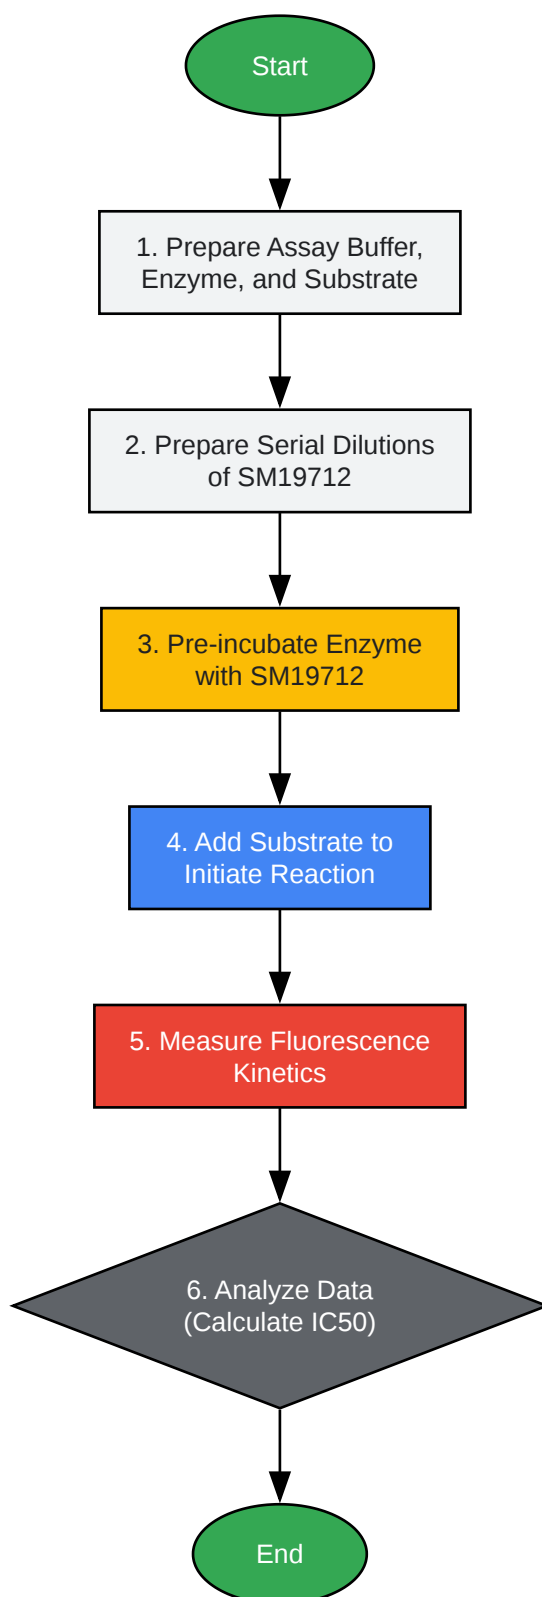 Start
1. Prepare Assay Buffer,
Enzyme, and Substrate
2. Prepare Serial Dilutions
of SM19712
3. Pre-incubate Enzyme
with SM19712
4. Add Substrate to
Initiate Reaction
5. Measure Fluorescence
Kinetics
6. Analyze Data
(Calculate IC50)
End